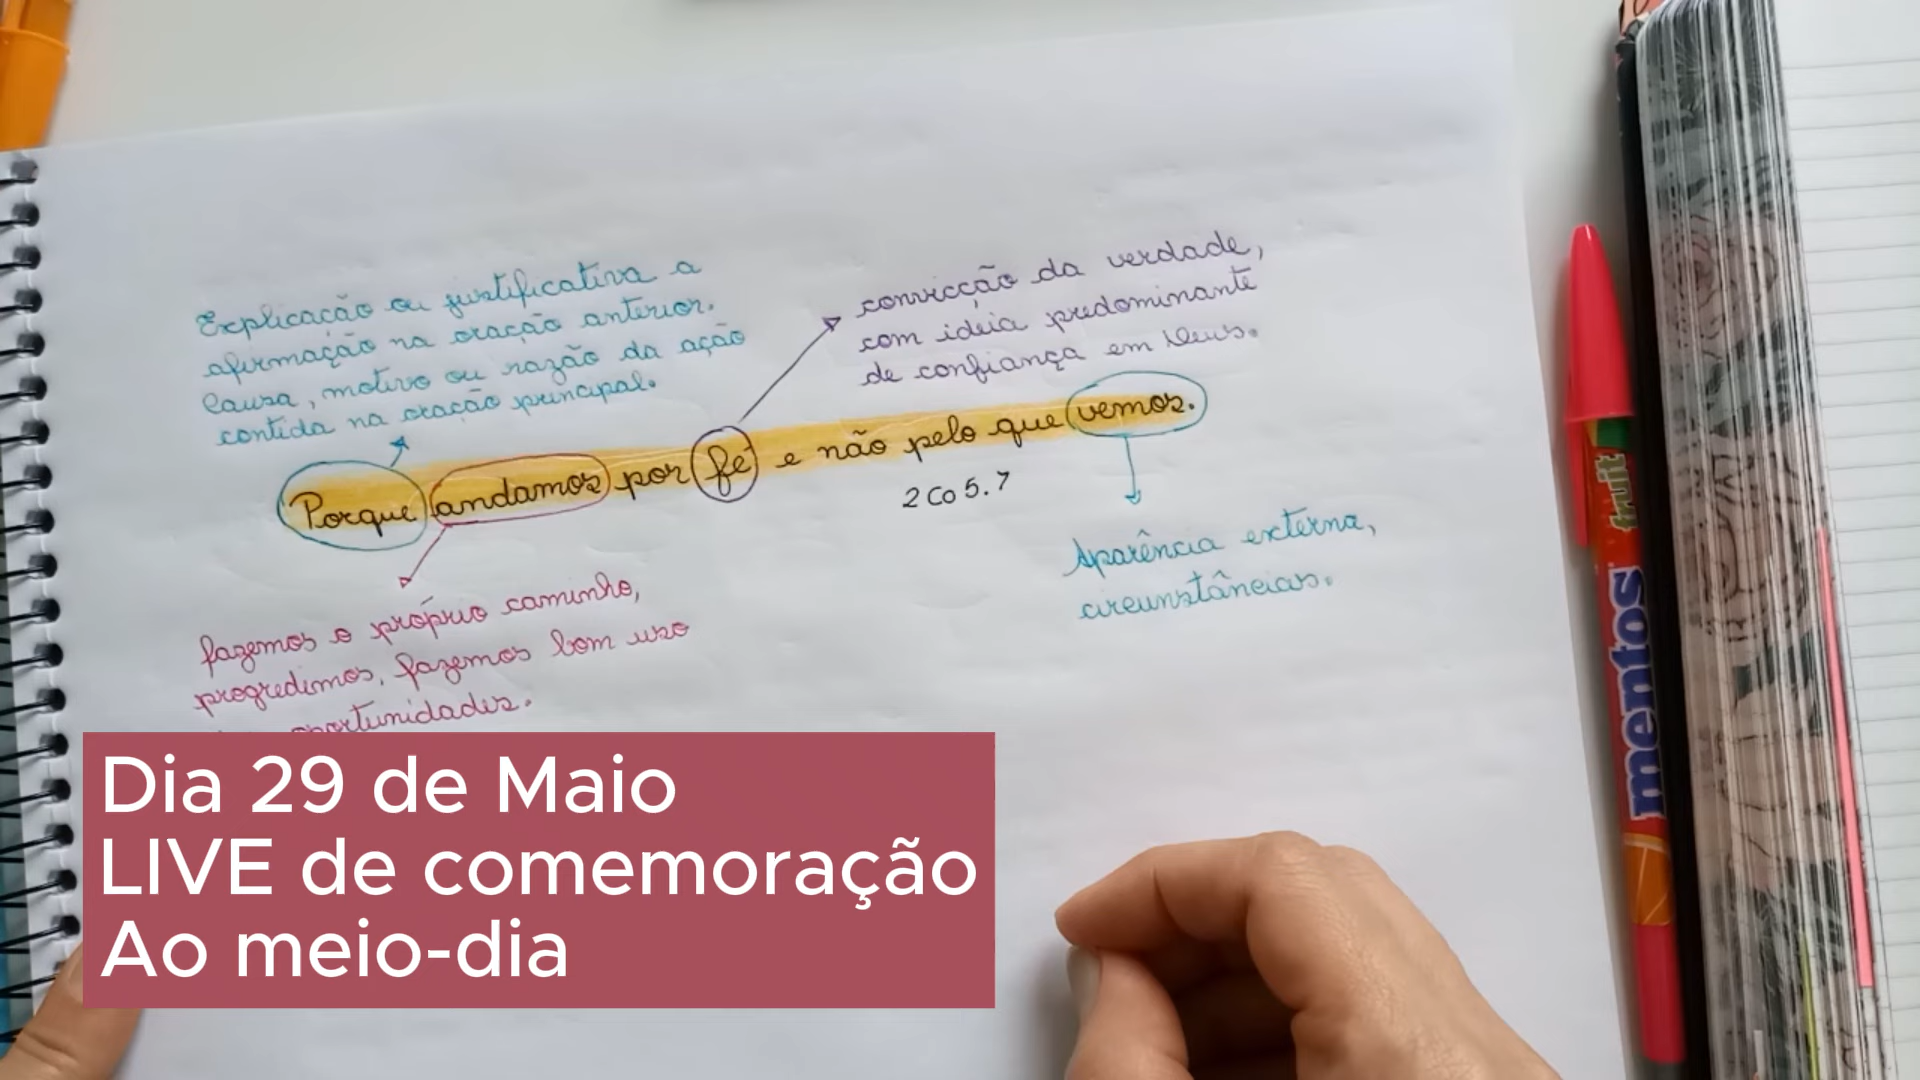 Explicação ou justificativa a
afirmação na oração anterior.
Causa, motivo ou razão da ação
contida na oração principal.
convicção da verdade,
com idéia predominante
de confiança em Deus.
Porque andamos por fé e não pelo que vemos.
2 Co 5.7
Aparência externa,
circunstâncias.
fazemos o próprio caminho,
progredimos, fazemos bom uso
oportunidades.
Dia 29 de Maio
LIVE de comemoração
Ao meio-dia
fruit
mentos